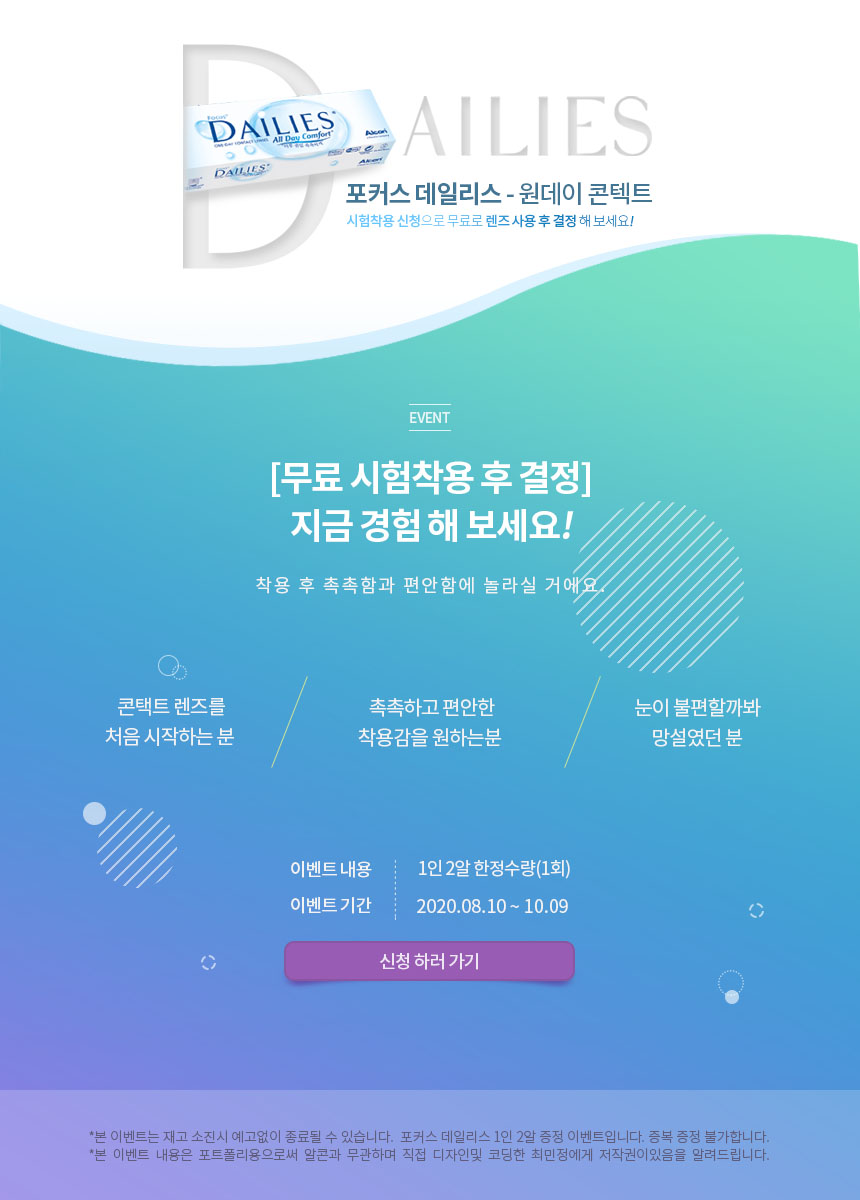 DAILIES
Focus
DAILIES
ONE-DAY CONTACT LENSES
All Day Comfort
Alcon
DAILIES
Alcon
포커스 데일리스 - 원데이 콘텍트
시험착용 신청으로 무료로 렌즈 사용 후 결정 해 보세요!
EVENT
[무료 시험착용 후 결정]
지금 경험 해 보세요!
착용 후 촉촉함과 편안함에 놀라실 거에요.
콘택트 렌즈를
처음 시작하는 분
촉촉하고 편안한
착용감을 원하는분
눈이 불편할까봐
망설였던 분
이벤트 내용 1인 2알 한정수량(1회)
이벤트 기간 2020.08.10 ~ 10.09
신청 하러 가기
*본 이벤트는 재고 소진시 예고없이 종료될 수 있습니다. 포커스 데일리스 1인 2알 증정 이벤트입니다. 중복 증정 불가합니다.
*본 이벤트 내용은 포트폴리용으로써 알콘과 무관하며 직접 디자인및 코딩한 최민정에게 저작권이있음을 알려드립니다.